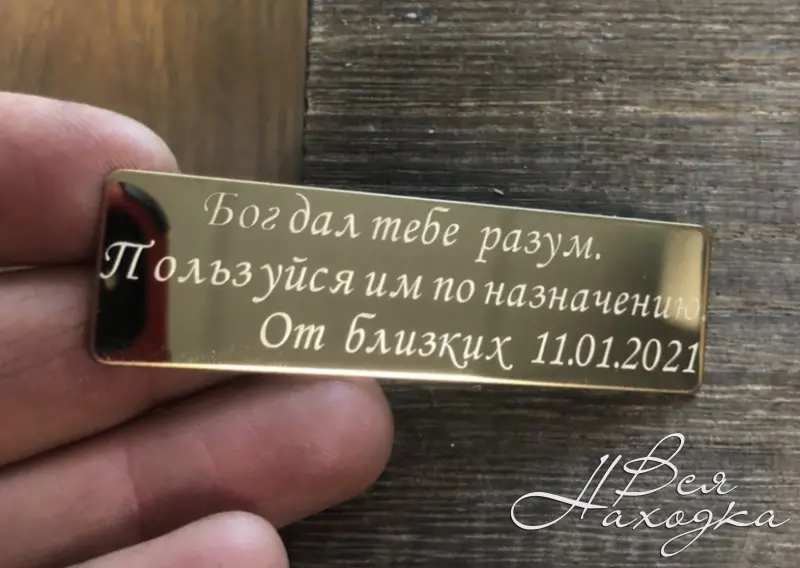 Бог дал тебе разум.
Пользуйся им по назначению.
От близких 11.01.2021
Вся
Находка